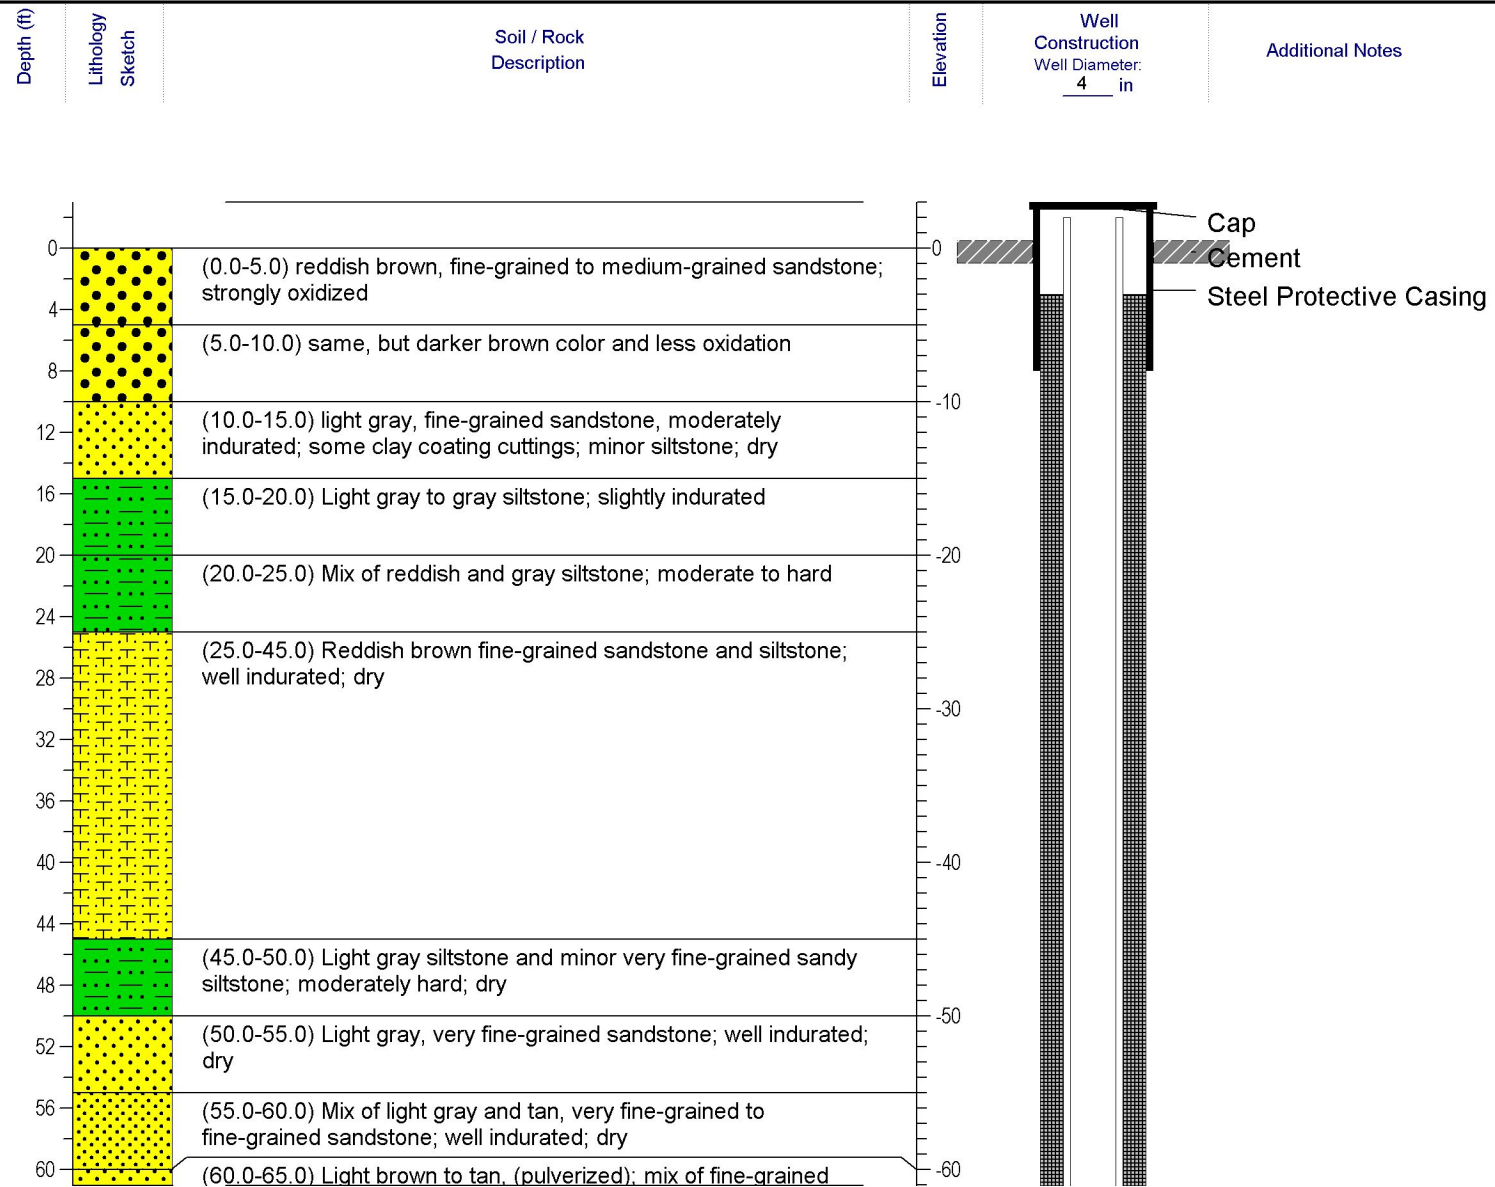 Depth (ft)
Lithology
Sketch
Soil / Rock
Description
Elevation
Well
Construction
Well Diameter:
4 in
Additional Notes
Cap
0
0
Cement
(0.0-5.0) reddish brown, fine-grained to medium-grained sandstone;
strongly oxidized
Steel Protective Casing
4
(5.0-10.0) same, but darker brown color and less oxidation
8
-10
(10.0-15.0) light gray, fine-grained sandstone, moderately
12
indurated; some clay coating cuttings; minor siltstone; dry
16
(15.0-20.0) Light gray to gray siltstone; slightly indurated
20
-20
(20.0-25.0) Mix of reddish and gray siltstone; moderate to hard
24
(25.0-45.0) Reddish brown fine-grained sandstone and siltstone;
28
well indurated; dry
-30
32
36
40
-40
44
(45.0-50.0) Light gray siltstone and minor very fine-grained sandy
48
siltstone; moderately hard; dry
-50
(50.0-55.0) Light gray, very fine-grained sandstone; well indurated;
52
dry
56
(55.0-60.0) Mix of light gray and tan, very fine-grained to
fine-grained sandstone; well indurated; dry
60
-60
(60.0-65.0) Light brown to tan, (pulverized); mix of fine-grained